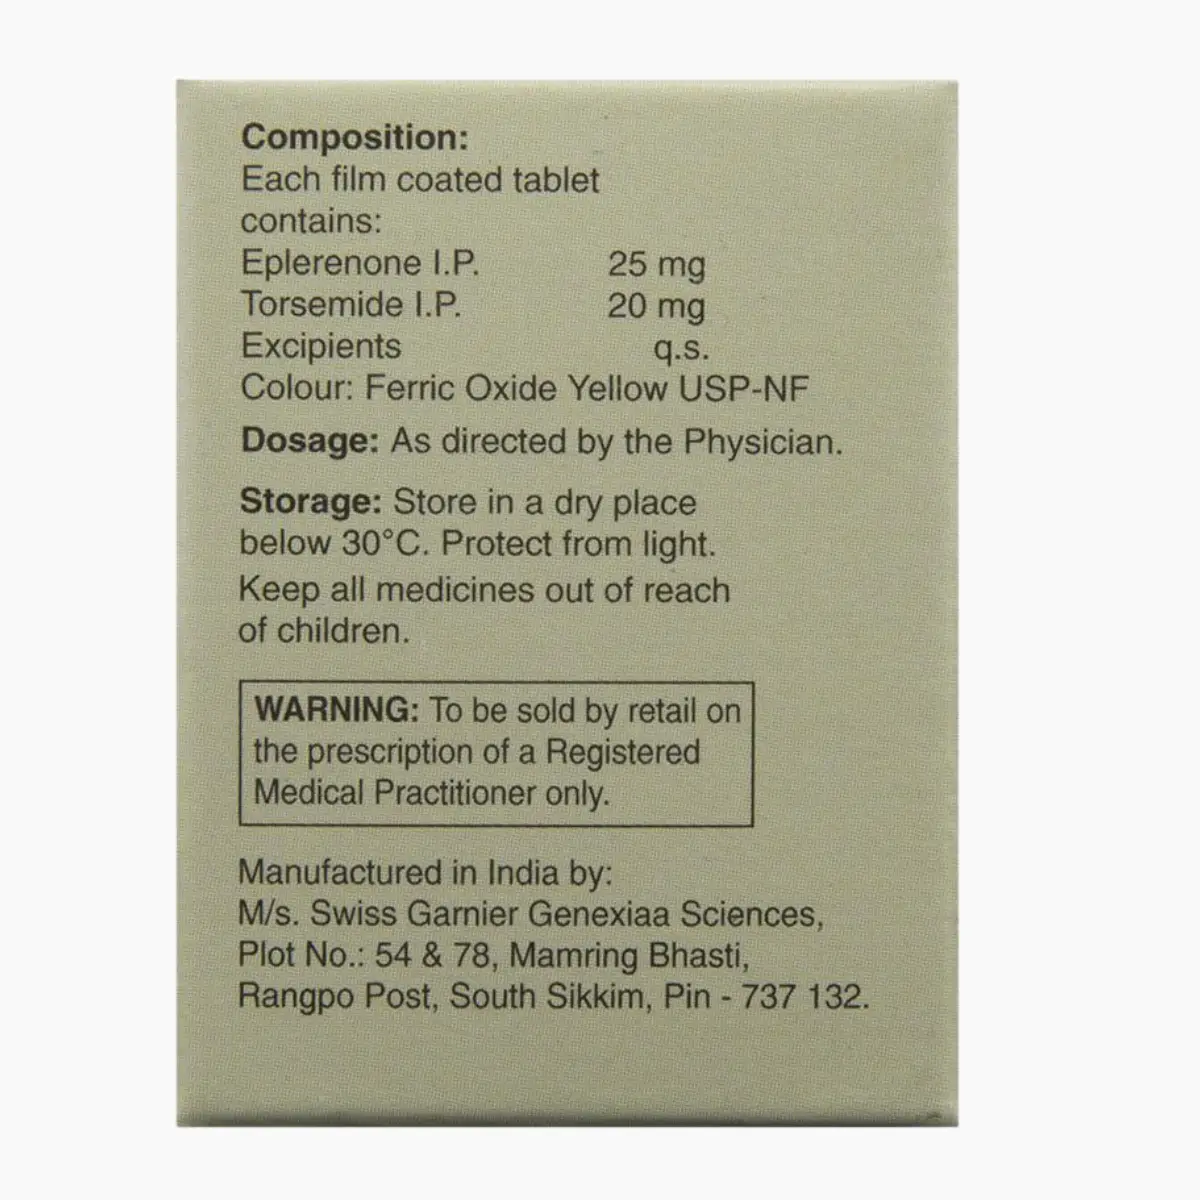 Composition:
Each film coated tablet
contains:
Eplerenone I.P. 25 mg
Torsemide I.P. 20 mg
Excipients q.s.
Colour: Ferric Oxide Yellow USP-NF
Dosage: As directed by the Physician.
Storage: Store in a dry place
below 30°C. Protect from light.
Keep all medicines out of reach
of children.
WARNING: To be sold by retail on
the prescription of a Registered
Medical Practitioner only.
Manufactured in India by:
M/s. Swiss Garnier Genexiaa Sciences,
Plot No.: 54 & 78, Mamring Bhasti,
Rangpo Post, South Sikkim, Pin - 737 132.